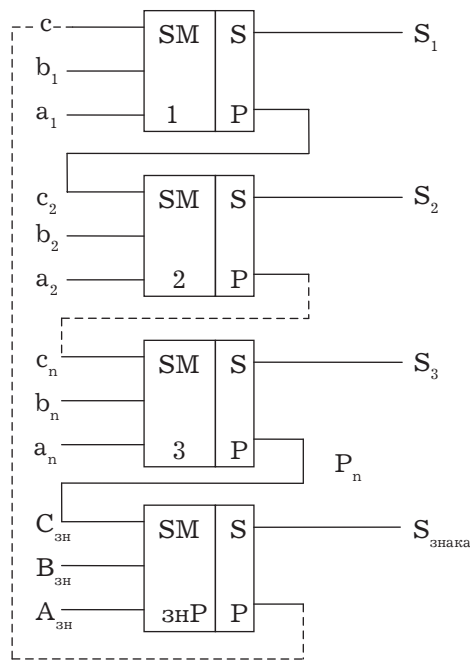 c SM S S₁
b₁
a₁ 1 P
c₂ SM S S₂
b₂
a₂ 2 P
cₙ SM S S₃
bₙ
aₙ 3 P Pₙ
Cзн SM S Sзнака
Bзн
Aзн знP P